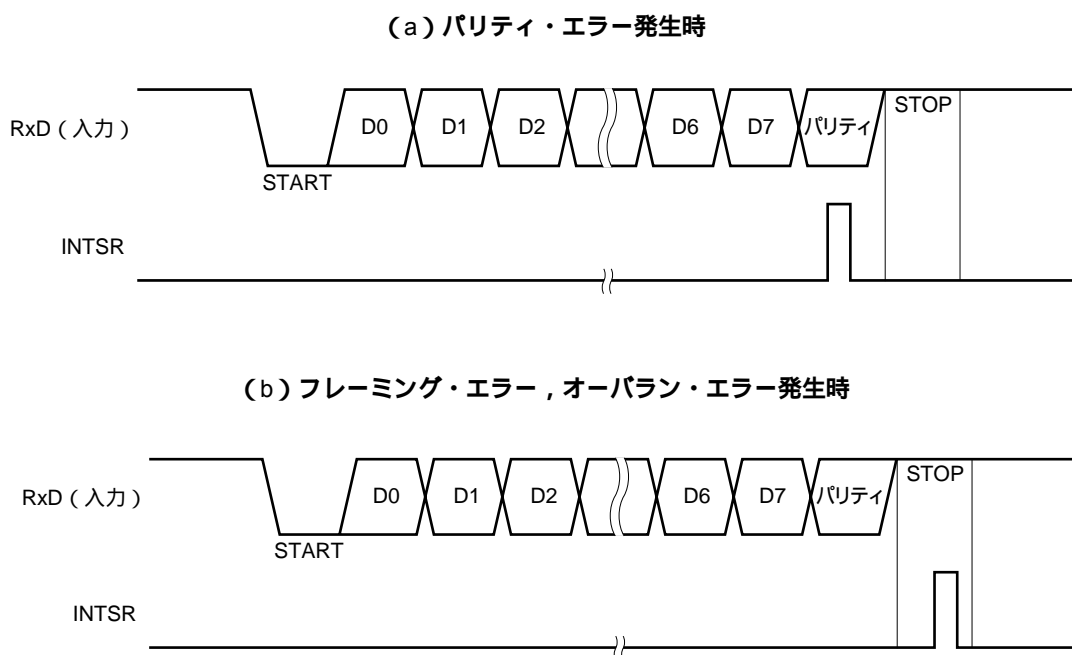 (a)パリティ・エラー発生時
RxD(入力)
D0 D1 D2 D6 D7 パリティ STOP
START
INTSR
(b)フレーミング・エラー,オーバラン・エラー発生時
RxD(入力)
D0 D1 D2 D6 D7 パリティ STOP
START
INTSR